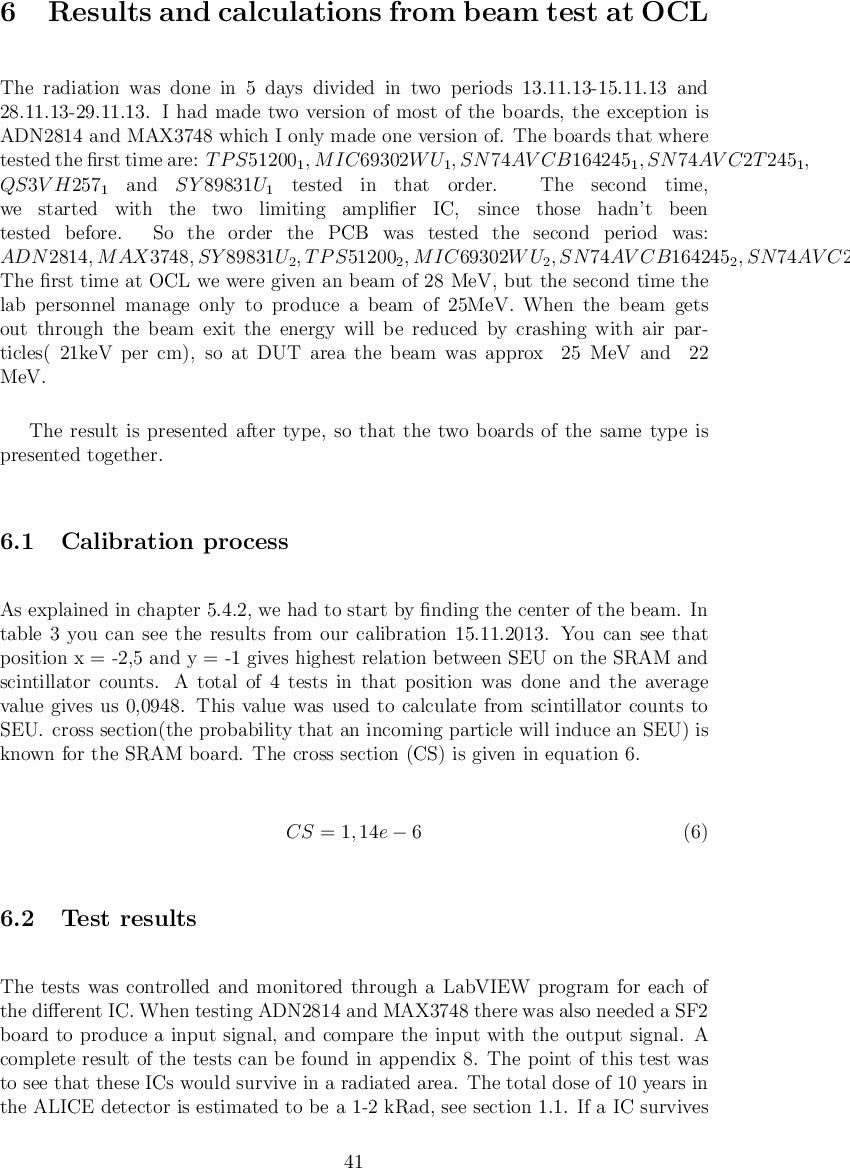 6 Results and calculations from beam test at OCL
The radiation was done in 5 days divided in two periods 13.11.13-15.11.13 and
28.11.13-29.11.13. I had made two version of most of the boards, the exception is
ADN2814 and MAX3748 which I only made one version of. The boards that where
tested the first time are: TPS51200₁, MIC69302WU₁, SN74AVCB164245₁, SN74AVC2T245₁,
QS3VH257₁ and SY89831U₁ tested in that order. The second time,
we started with the two limiting amplifier IC, since those hadn't been
tested before. So the order the PCB was tested the second period was:
ADN2814, MAX3748, SY89831U₂, TPS51200₂, MIC69302WU₂, SN74AVCB164245₂, SN74AVC2
The first time at OCL we were given an beam of 28 MeV, but the second time the
lab personnel manage only to produce a beam of 25MeV. When the beam gets
out through the beam exit the energy will be reduced by crashing with air par-
ticles( 21keV per cm), so at DUT area the beam was approx 25 MeV and 22
MeV.
The result is presented after type, so that the two boards of the same type is
presented together.
6.1 Calibration process
As explained in chapter 5.4.2, we had to start by finding the center of the beam. In
table 3 you can see the results from our calibration 15.11.2013. You can see that
position x = -2,5 and y = -1 gives highest relation between SEU on the SRAM and
scintillator counts. A total of 4 tests in that position was done and the average
value gives us 0,0948. This value was used to calculate from scintillator counts to
SEU. cross section(the probability that an incoming particle will induce an SEU) is
known for the SRAM board. The cross section (CS) is given in equation 6.
CS = 1, 14e − 6 (6)
6.2 Test results
The tests was controlled and monitored through a LabVIEW program for each of
the different IC. When testing ADN2814 and MAX3748 there was also needed a SF2
board to produce a input signal, and compare the input with the output signal. A
complete result of the tests can be found in appendix 8. The point of this test was
to see that these ICs would survive in a radiated area. The total dose of 10 years in
the ALICE detector is estimated to be a 1-2 kRad, see section 1.1. If a IC survives
41